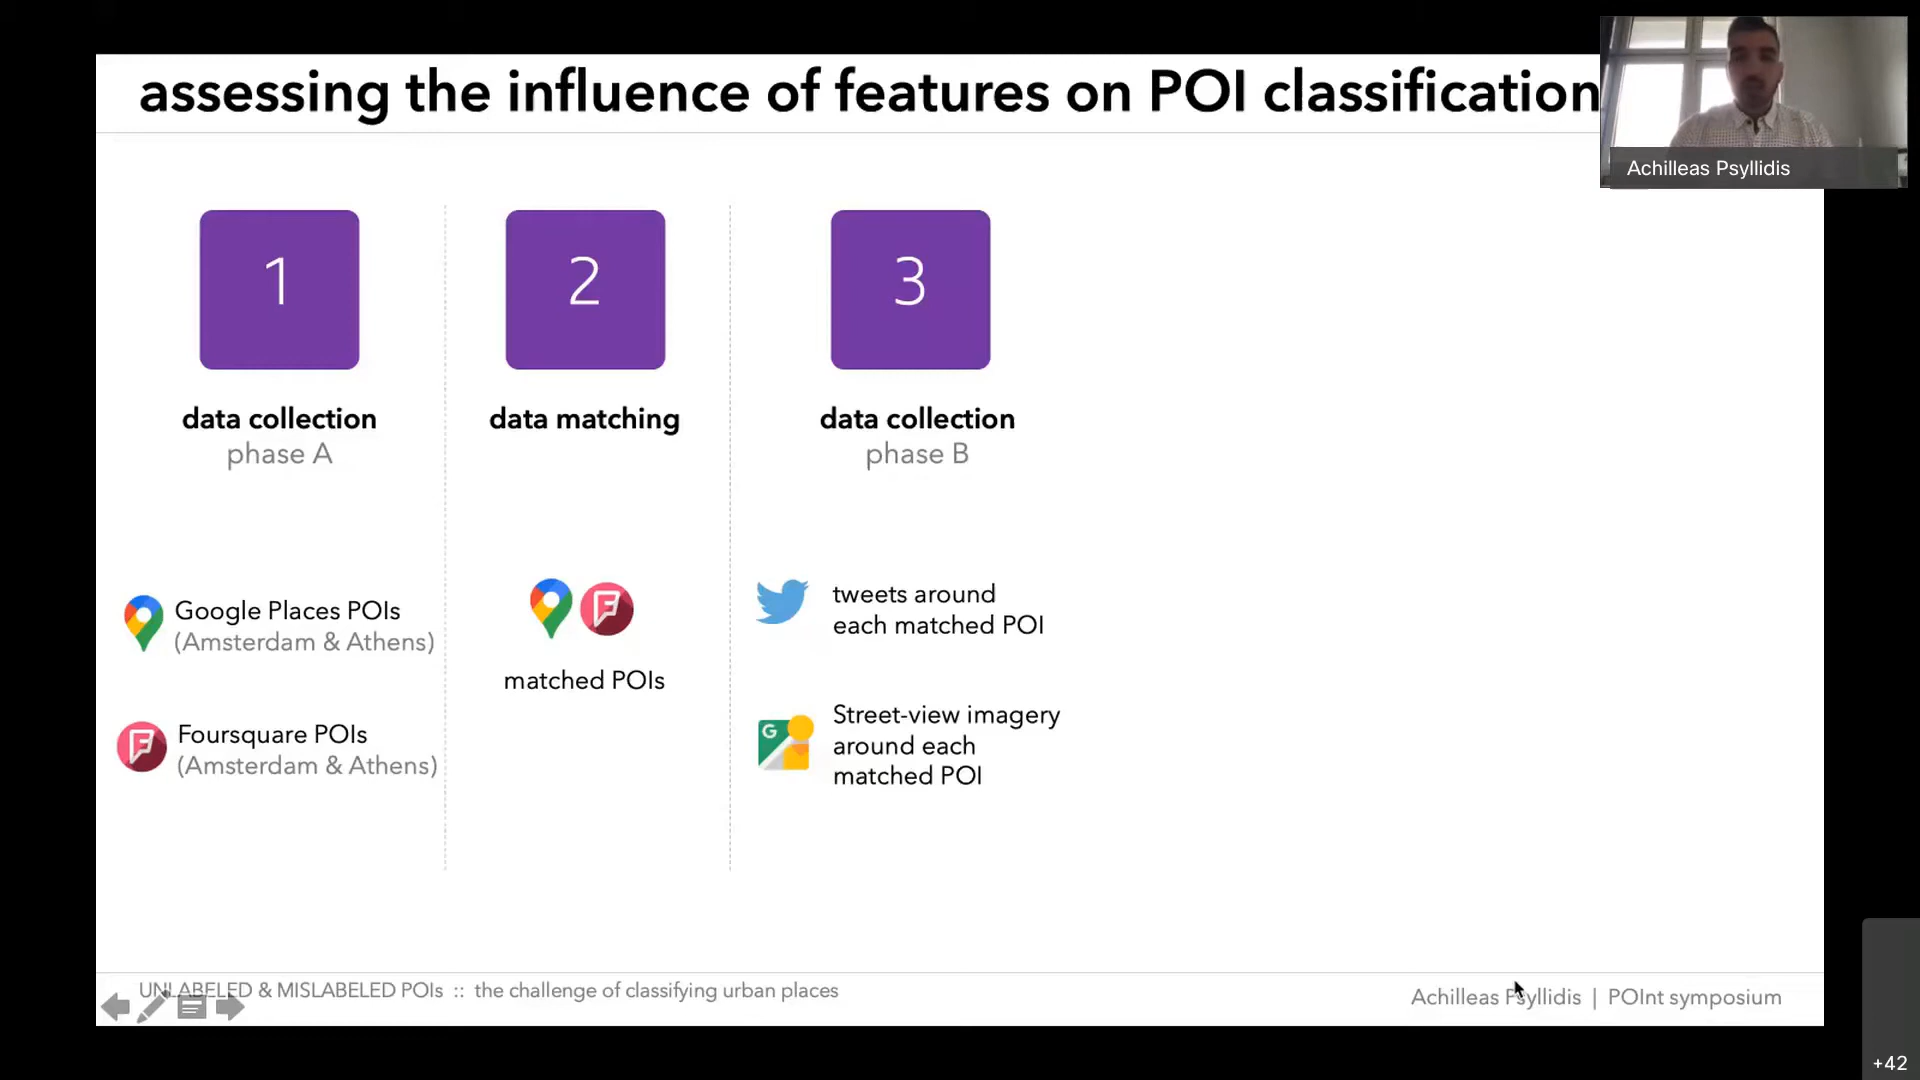 assessing the influence of features on POI classification
Achilleas Psyllidis
1
2
3
data collection
phase A
data matching
data collection
phase B
Google Places POIs
(Amsterdam & Athens)
Foursquare POIs
(Amsterdam & Athens)
matched POIs
tweets around
each matched POI
G
Street-view imagery
around each
matched POI
UNLABELED & MISLABELED POIs :: the challenge of classifying urban places
Achilleas Psyllidis | POInt symposium
+42